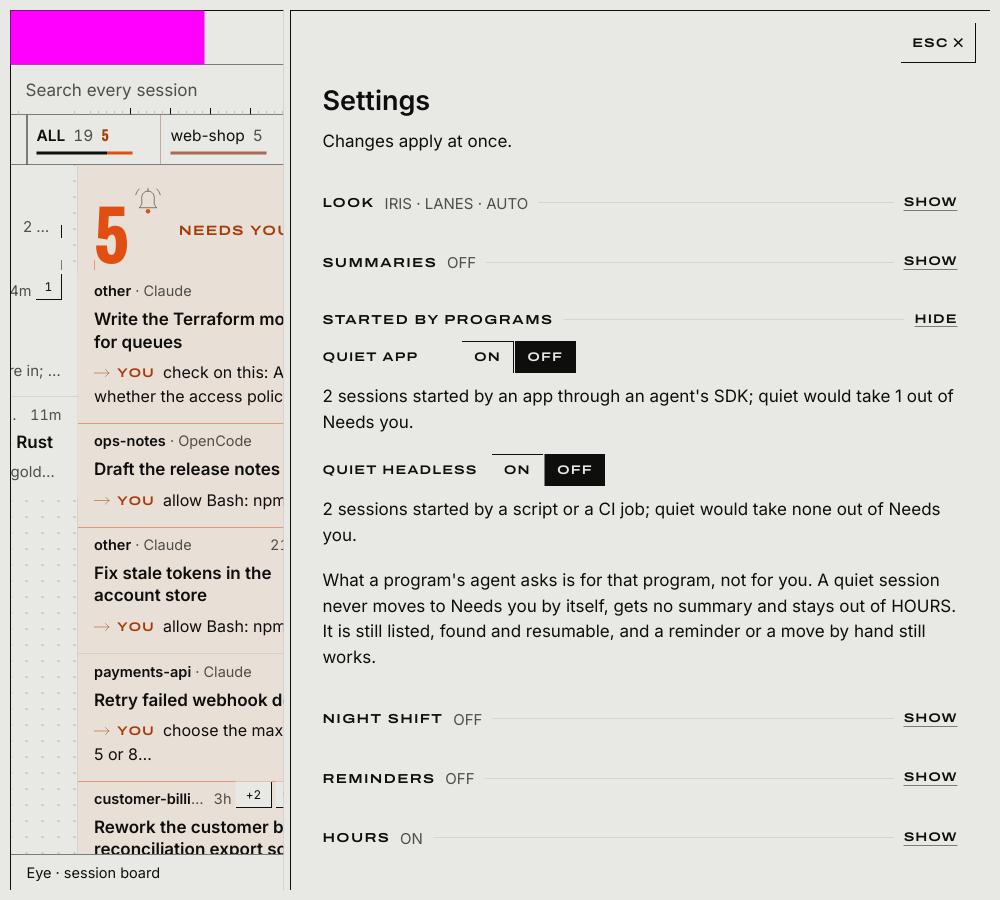 Search every session
ALL 19 5
web-shop 5
2 ...
4m 1
re in; ...
. 11m
Rust
gold...
5
NEEDS YOU
other · Claude
Write the Terraform mo
for queues
→ YOU check on this: A
whether the access polic
ops-notes · OpenCode
Draft the release notes
→ YOU allow Bash: npm
other · Claude 21
Fix stale tokens in the
account store
→ YOU allow Bash: npm
payments-api · Claude
Retry failed webhook d
→ YOU choose the max
5 or 8...
customer-billi... 3h +2
Rework the customer b
reconciliation export sc
Eye · session board
ESC ×
Settings
Changes apply at once.
LOOK IRIS · LANES · AUTO SHOW
SUMMARIES OFF SHOW
STARTED BY PROGRAMS HIDE
QUIET APP ON OFF
2 sessions started by an app through an agent's SDK; quiet would take 1 out of
Needs you.
QUIET HEADLESS ON OFF
2 sessions started by a script or a CI job; quiet would take none out of Needs
you.
What a program's agent asks is for that program, not for you. A quiet session
never moves to Needs you by itself, gets no summary and stays out of HOURS.
It is still listed, found and resumable, and a reminder or a move by hand still
works.
NIGHT SHIFT OFF SHOW
REMINDERS OFF SHOW
HOURS ON SHOW